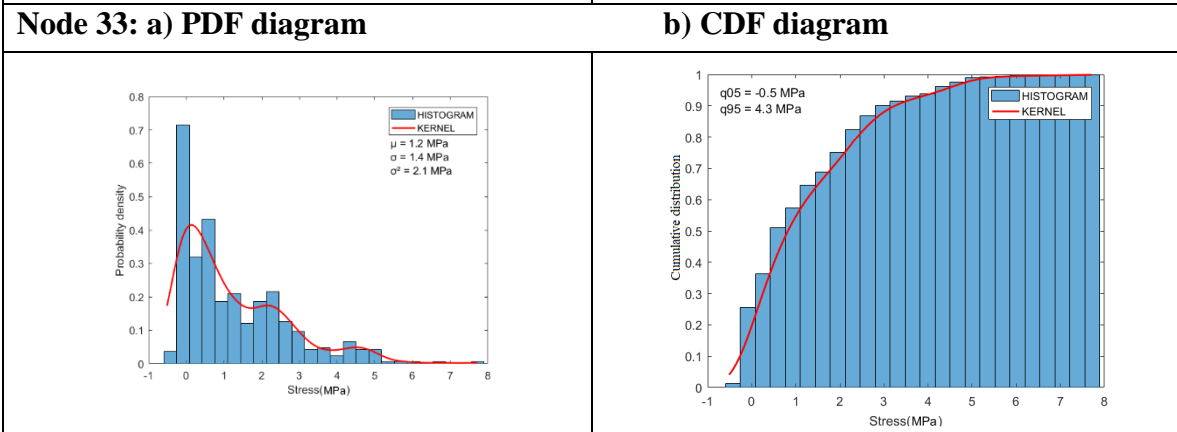 Node 33: a) PDF diagram
b) CDF diagram
0.8
0.7
0.6
0.5
0.4
0.3
0.2
0.1
0
Probability density
HISTOGRAM
KERNEL
μ = 1.2 MPa
σ = 1.4 MPa
σ² = 2.1 MPa
-1 0 1 2 3 4 5 6 7 8
Stress(MPa)
1
0.9
0.8
0.7
0.6
0.5
0.4
0.3
0.2
0.1
0
Cumulative distribution
q05 = -0.5 MPa
q95 = 4.3 MPa
HISTOGRAM
KERNEL
-1 0 1 2 3 4 5 6 7 8
Stress(MPa)